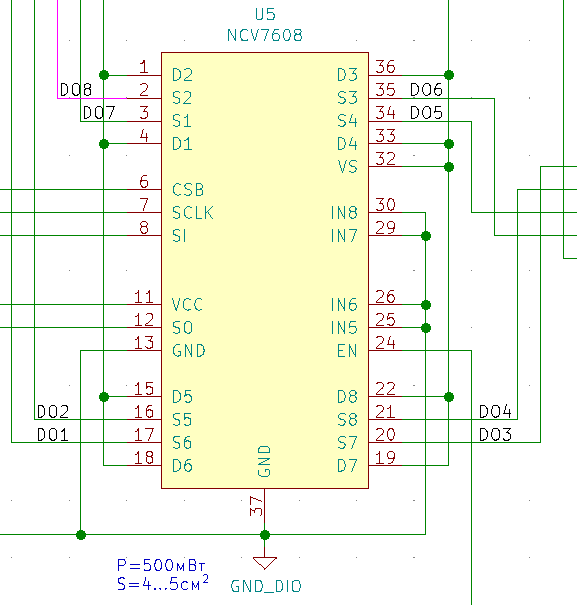 U5
NCV7608
1 D2 D3 36
DO8 2 S2 S3 35 DO6
DO7 3 S1 S4 34 DO5
4 D1 D4 33
VS 32
6 CSB
7 SCLK IN8 30
8 SI IN7 29
11 VCC IN6 26
12 SO IN5 25
13 GND EN 24
15 D5 D8 22
DO2 16 S5 S8 21 DO4
DO1 17 S6 S7 20 DO3
18 D6 D7 19
GND
37
P=500мВт
S=4...5см²
GND_DIO